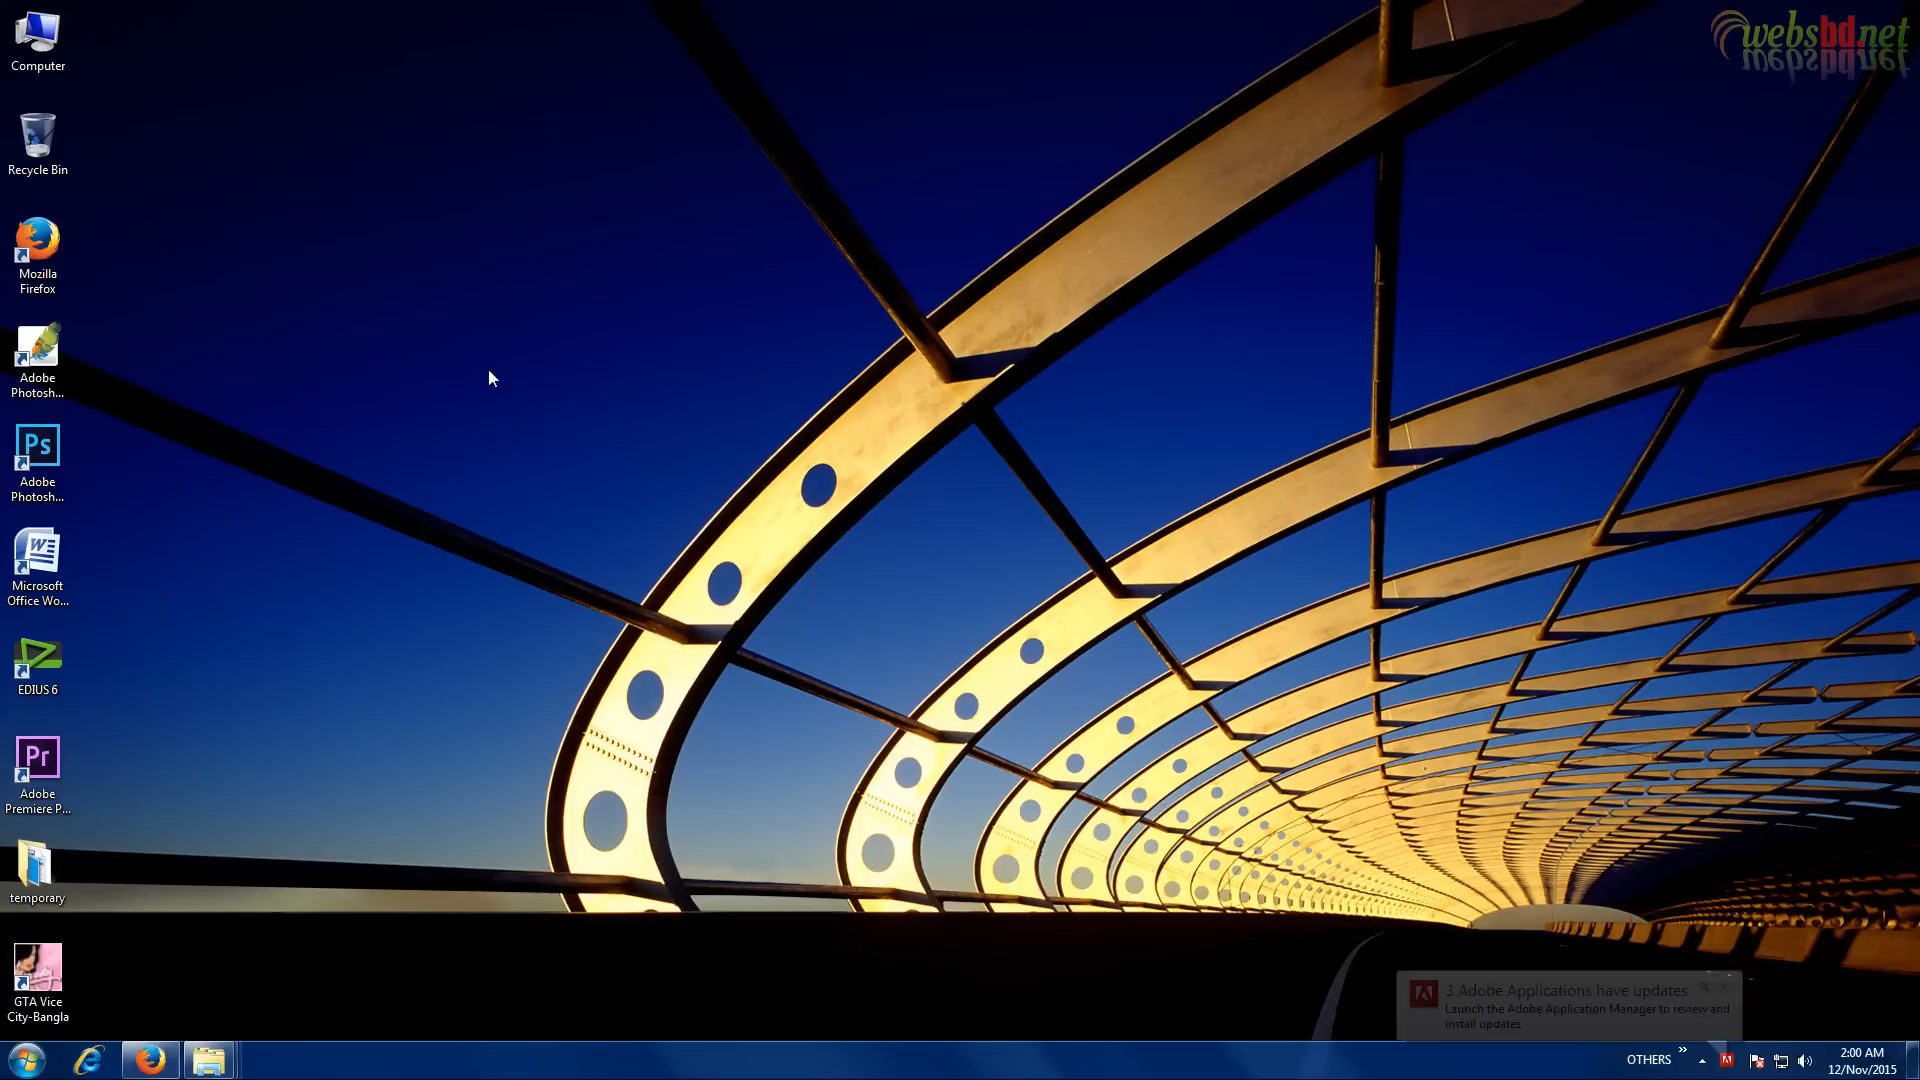 Computer
Recycle Bin
Mozilla
Firefox
Adobe
Photosh...
Ps
Adobe
Photosh...
W
Microsoft
Office Wo...
EDIUS 6
Pr
Adobe
Premiere P...
temporary
GTA Vice
City-Bangla
websbd.net
3 Adobe Applications have updates
Launch the Adobe Application Manager to review and
install updates.
OTHERS
2:00 AM
12/Nov/2015